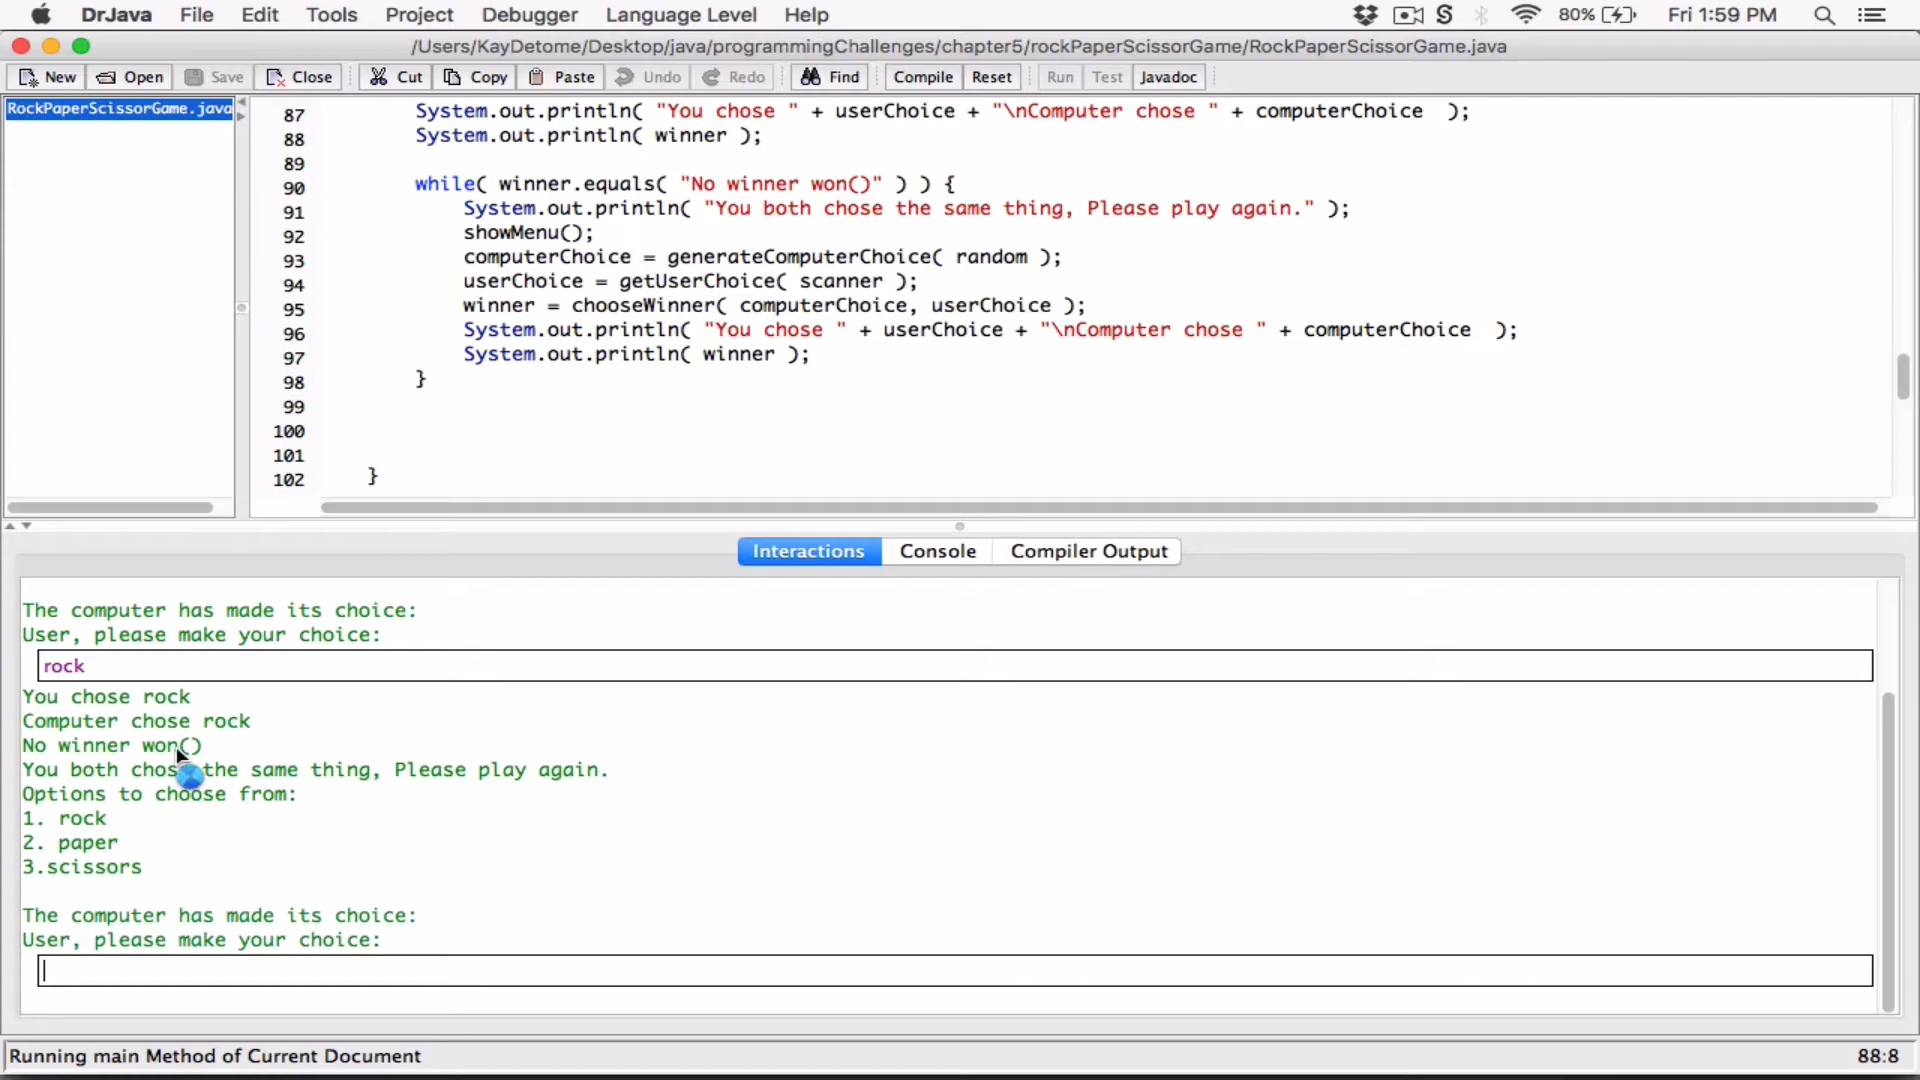 DrJava File Edit Tools Project Debugger Language Level Help 80% Fri 1:59 PM
/Users/KayDetome/Desktop/java/programmingChallenges/chapter5/rockPaperScissorGame/RockPaperScissorGame.java
New Open Save Close Cut Copy Paste Undo Redo Find Compile Reset Run Test Javadoc
RockPaperScissorGame.java
87 System.out.println( "You chose " + userChoice + "\nComputer chose " + computerChoice );
88 System.out.println( winner );
89
90 while( winner.equals( "No winner won()" ) ) {
91 System.out.println( "You both chose the same thing, Please play again." );
92 showMenu();
93 computerChoice = generateComputerChoice( random );
94 userChoice = getUserChoice( scanner );
95 winner = chooseWinner( computerChoice, userChoice );
96 System.out.println( "You chose " + userChoice + "\nComputer chose " + computerChoice );
97 System.out.println( winner );
98 }
99
100
101
102 }
Interactions Console Compiler Output
The computer has made its choice:
User, please make your choice:
rock
You chose rock
Computer chose rock
No winner won()
You both chose the same thing, Please play again.
Options to choose from:
1. rock
2. paper
3.scissors
The computer has made its choice:
User, please make your choice:
Running main Method of Current Document 88:8